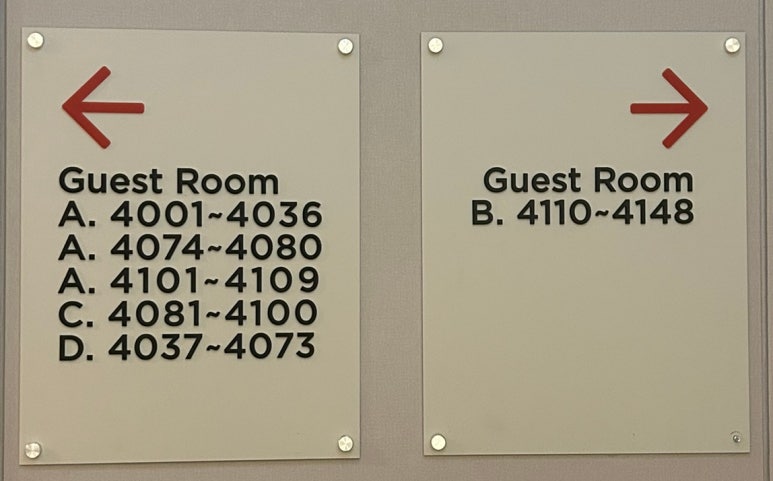 Guest Room
A. 4001~4036
A. 4074~4080
A. 4101~4109
C. 4081~4100
D. 4037~4073
Guest Room
B. 4110~4148